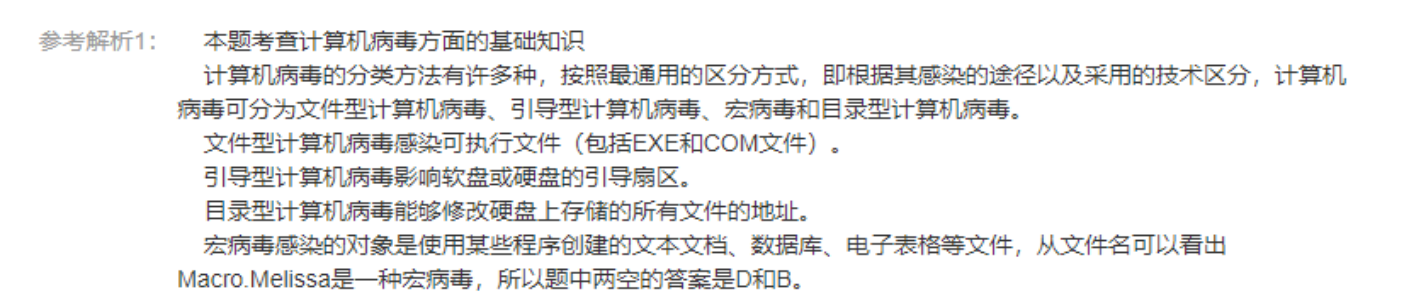 参考解析1： 本题考查计算机病毒方面的基础知识
计算机病毒的分类方法有许多种，按照最通用的区分方式，即根据其感染的途径以及采用的技术区分，计算机
病毒可分为文件型计算机病毒、引导型计算机病毒、宏病毒和目录型计算机病毒。
文件型计算机病毒感染可执行文件（包括EXE和COM文件）。
引导型计算机病毒影响软盘或硬盘的引导扇区。
目录型计算机病毒能够修改硬盘上存储的所有文件的地址。
宏病毒感染的对象是使用某些程序创建的文本文档、数据库、电子表格等文件，从文件名可以看出
Macro.Melissa是一种宏病毒，所以题中两空的答案是D和B。